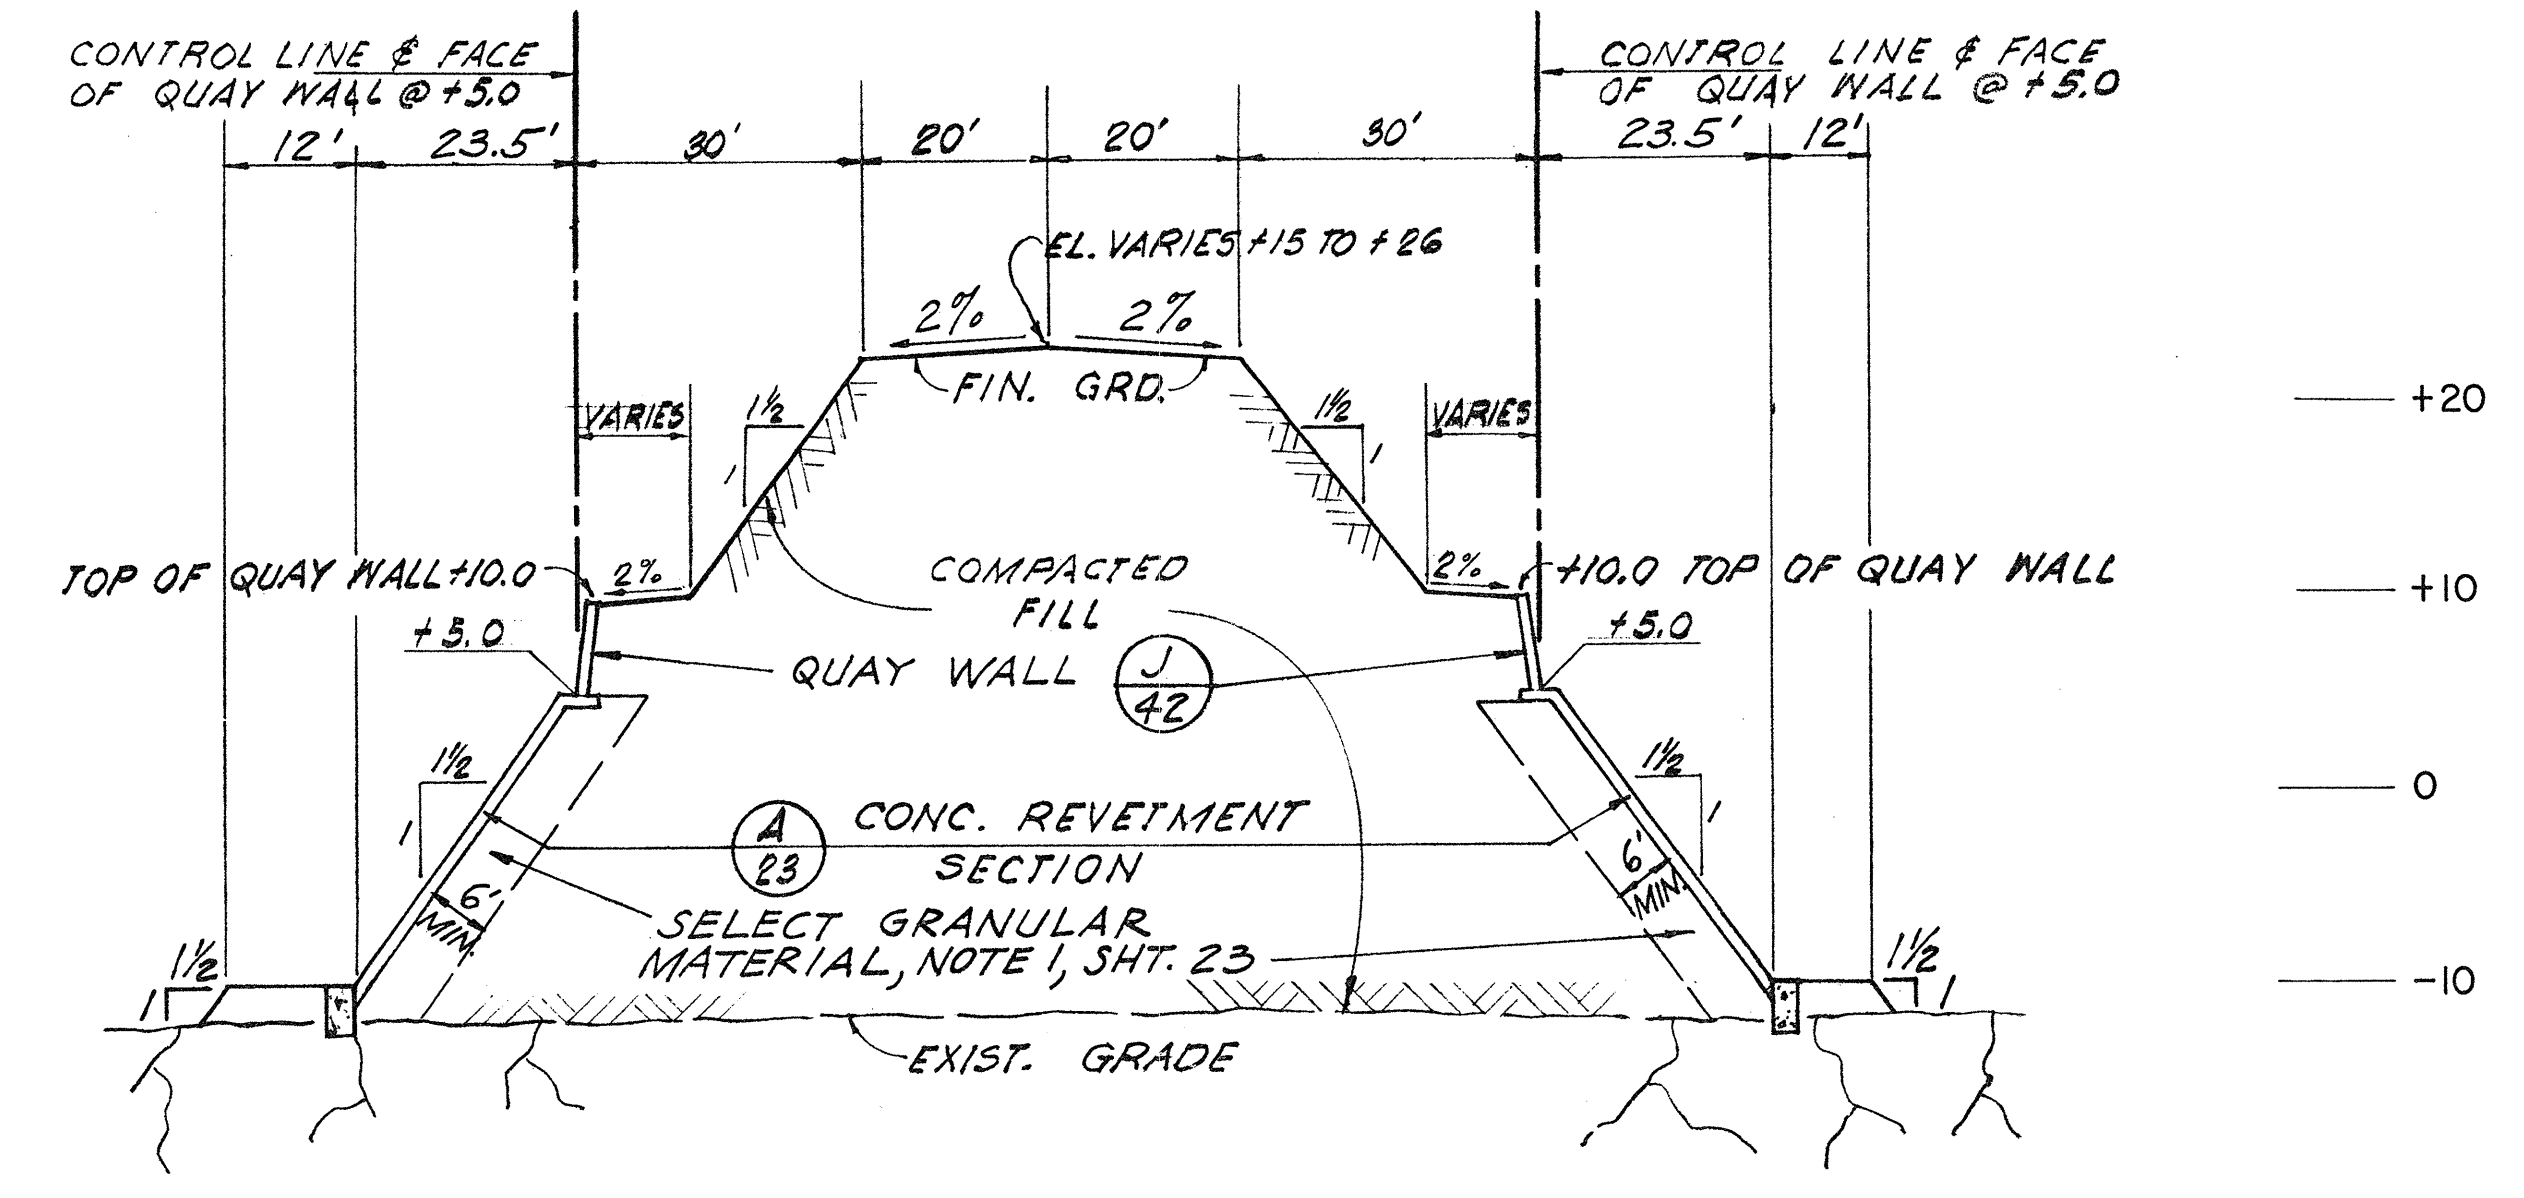 CONTROL LINE & FACE
OF QUAY WALL @ +5.0
CONTROL LINE & FACE
OF QUAY WALL @ +5.0
12' 23.5' 30' 20' 20' 30' 23.5' 12'
EL. VARIES +15 TO +26
2% 2%
FIN. GRD.
VARIES 1½ 1½ VARIES
1 1
+20
TOP OF QUAY WALL +10.0 2% COMPACTED 2% +10.0 TOP OF QUAY WALL
FILL
+10
+5.0 +5.0
QUAY WALL J
42
1½ 1½
1 1
0
A CONC. REVETMENT
23 SECTION
6' 6'
MIN. MIN.
SELECT GRANULAR
MATERIAL, NOTE 1, SHT. 23
1½ 1½
1 1
-10
EXIST. GRADE